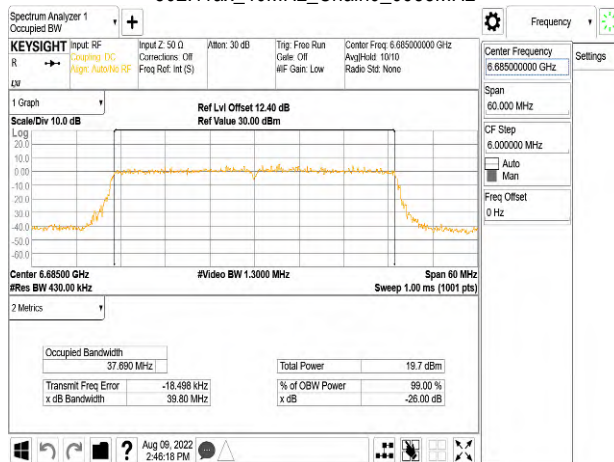 Spectrum Analyzer 1
Occupied BW
Frequency
KEYSIGHT
R
Input: RF
Coupling: DC
Align: Auto/No RF
Input Z: 50 Ω
Corrections: Off
Freq Ref: Int (S)
Atten: 30 dB
Trig: Free Run
Gate: Off
#IF Gain: Low
Center Freq: 6.685000000 GHz
Avg|Hold: 10/10
Radio Std: None
Center Frequency
6.685000000 GHz
Settings
Span
60.000 MHz
CF Step
6.000000 MHz
Auto
Man
Freq Offset
0 Hz
1 Graph
Ref Lvl Offset 12.40 dB
Scale/Div 10.0 dB
Ref Value 30.00 dBm
Log
20.0
10.0
0.00
-10.0
-20.0
-30.0
-40.0
-50.0
-60.0
Center 6.68500 GHz
#Video BW 1.3000 MHz
Span 60 MHz
#Res BW 430.00 kHz
Sweep 1.00 ms (1001 pts)
2 Metrics
Occupied Bandwidth
37.690 MHz
Total Power
19.7 dBm
Transmit Freq Error
-18.498 kHz
% of OBW Power
99.00 %
x dB Bandwidth
39.80 MHz
x dB
-26.00 dB
Aug 09, 2022
2:46:18 PM